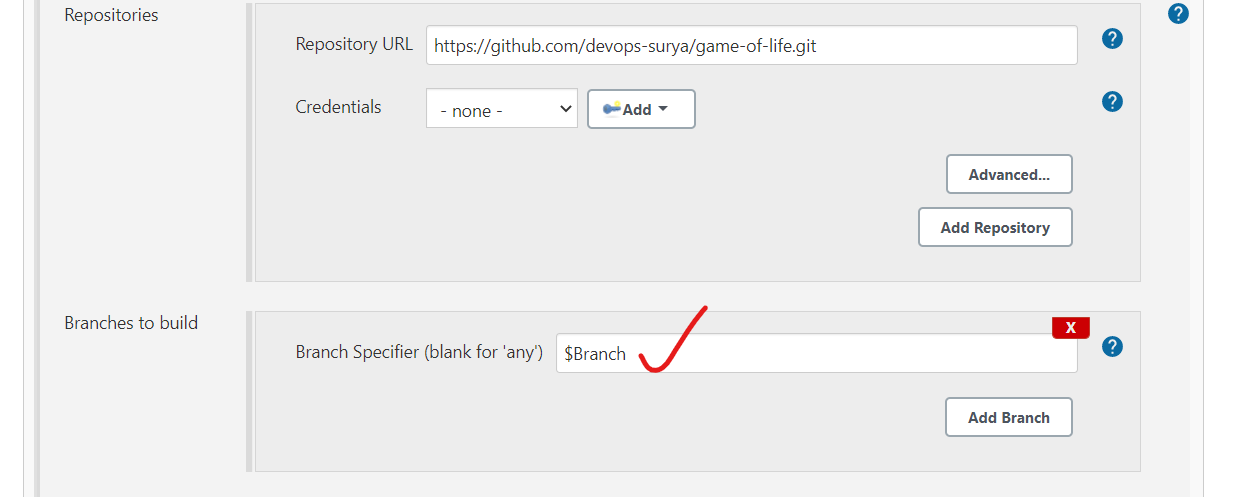 Repositories
Repository URL https://github.com/devops-surya/game-of-life.git
Credentials - none - Add
Advanced...
Add Repository
Branches to build
X
Branch Specifier (blank for 'any') $Branch
Add Branch